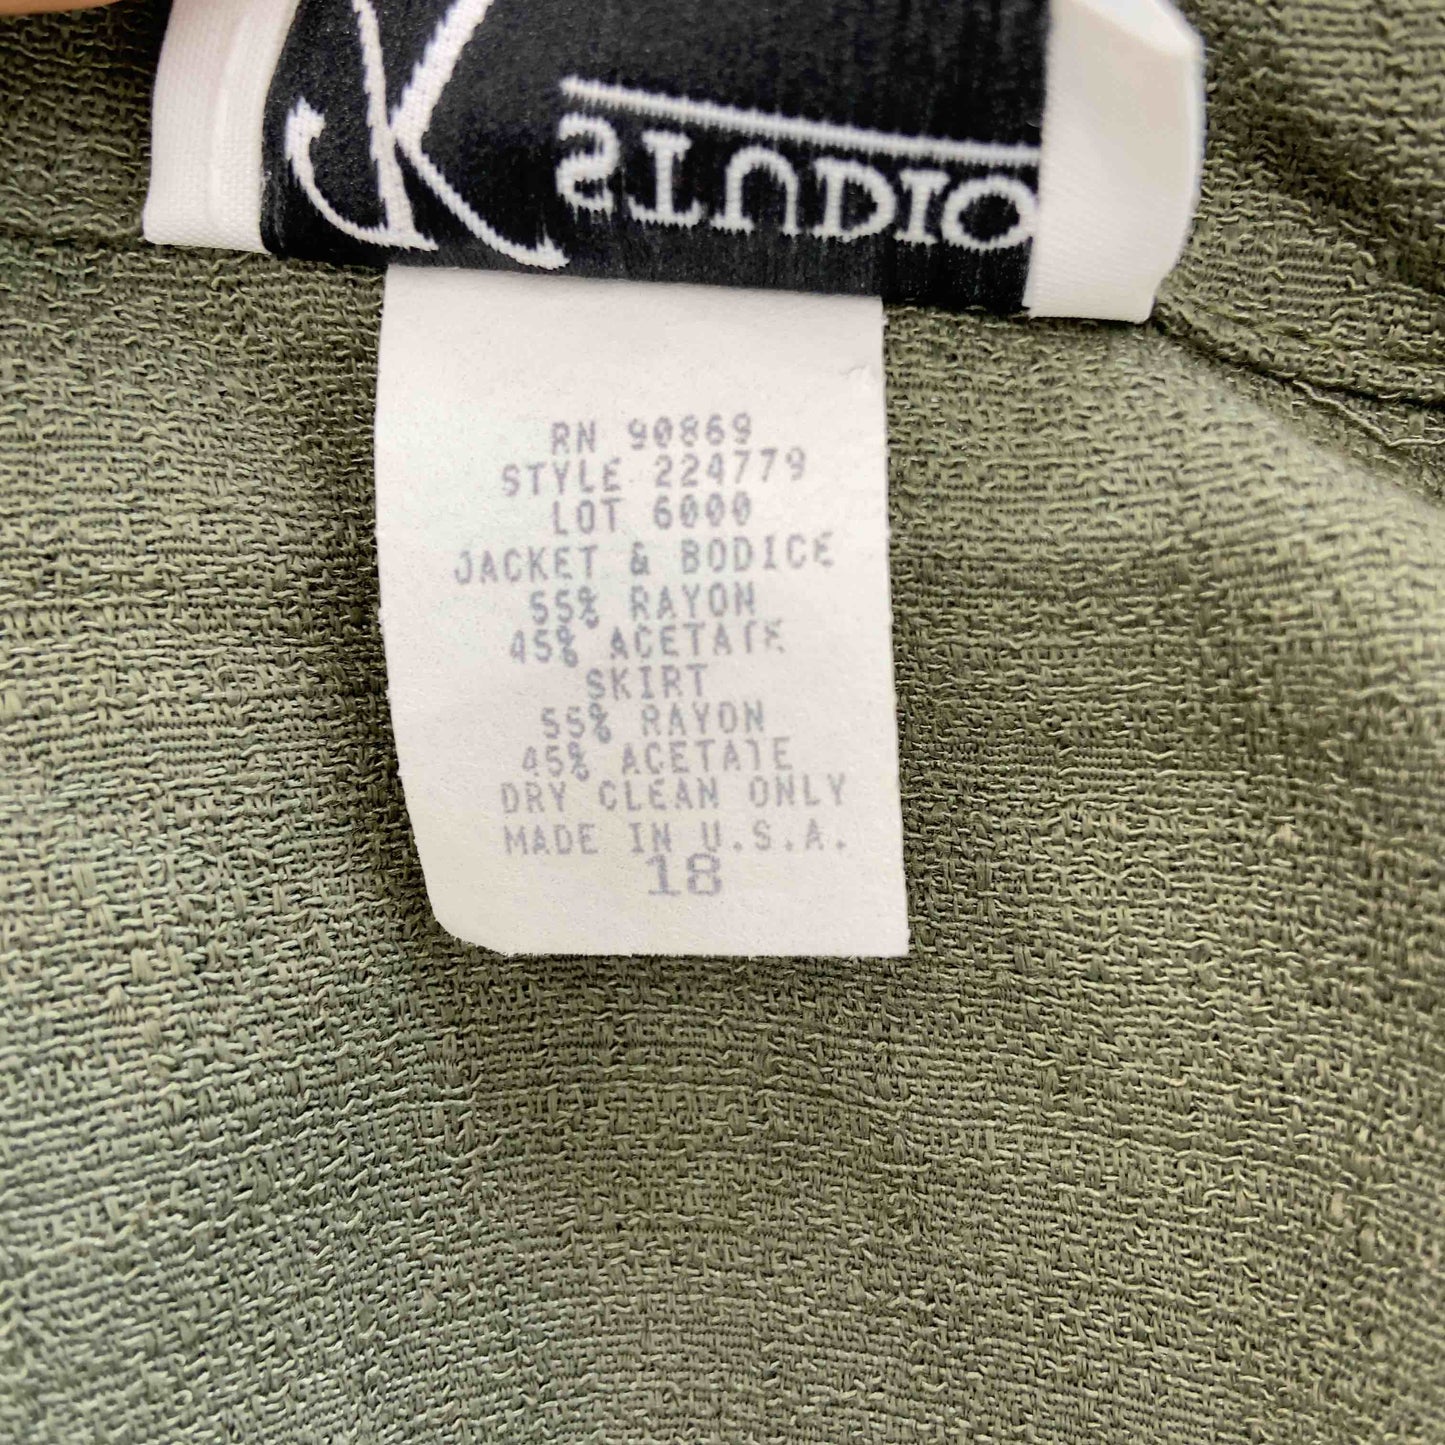 K STUDIO
RN 90869
STYLE 224779
LOT 6000
JACKET & BODICE
55% RAYON
45% ACETATE
SKIRT
55% RAYON
45% ACETATE
DRY CLEAN ONLY
MADE IN U.S.A.
18